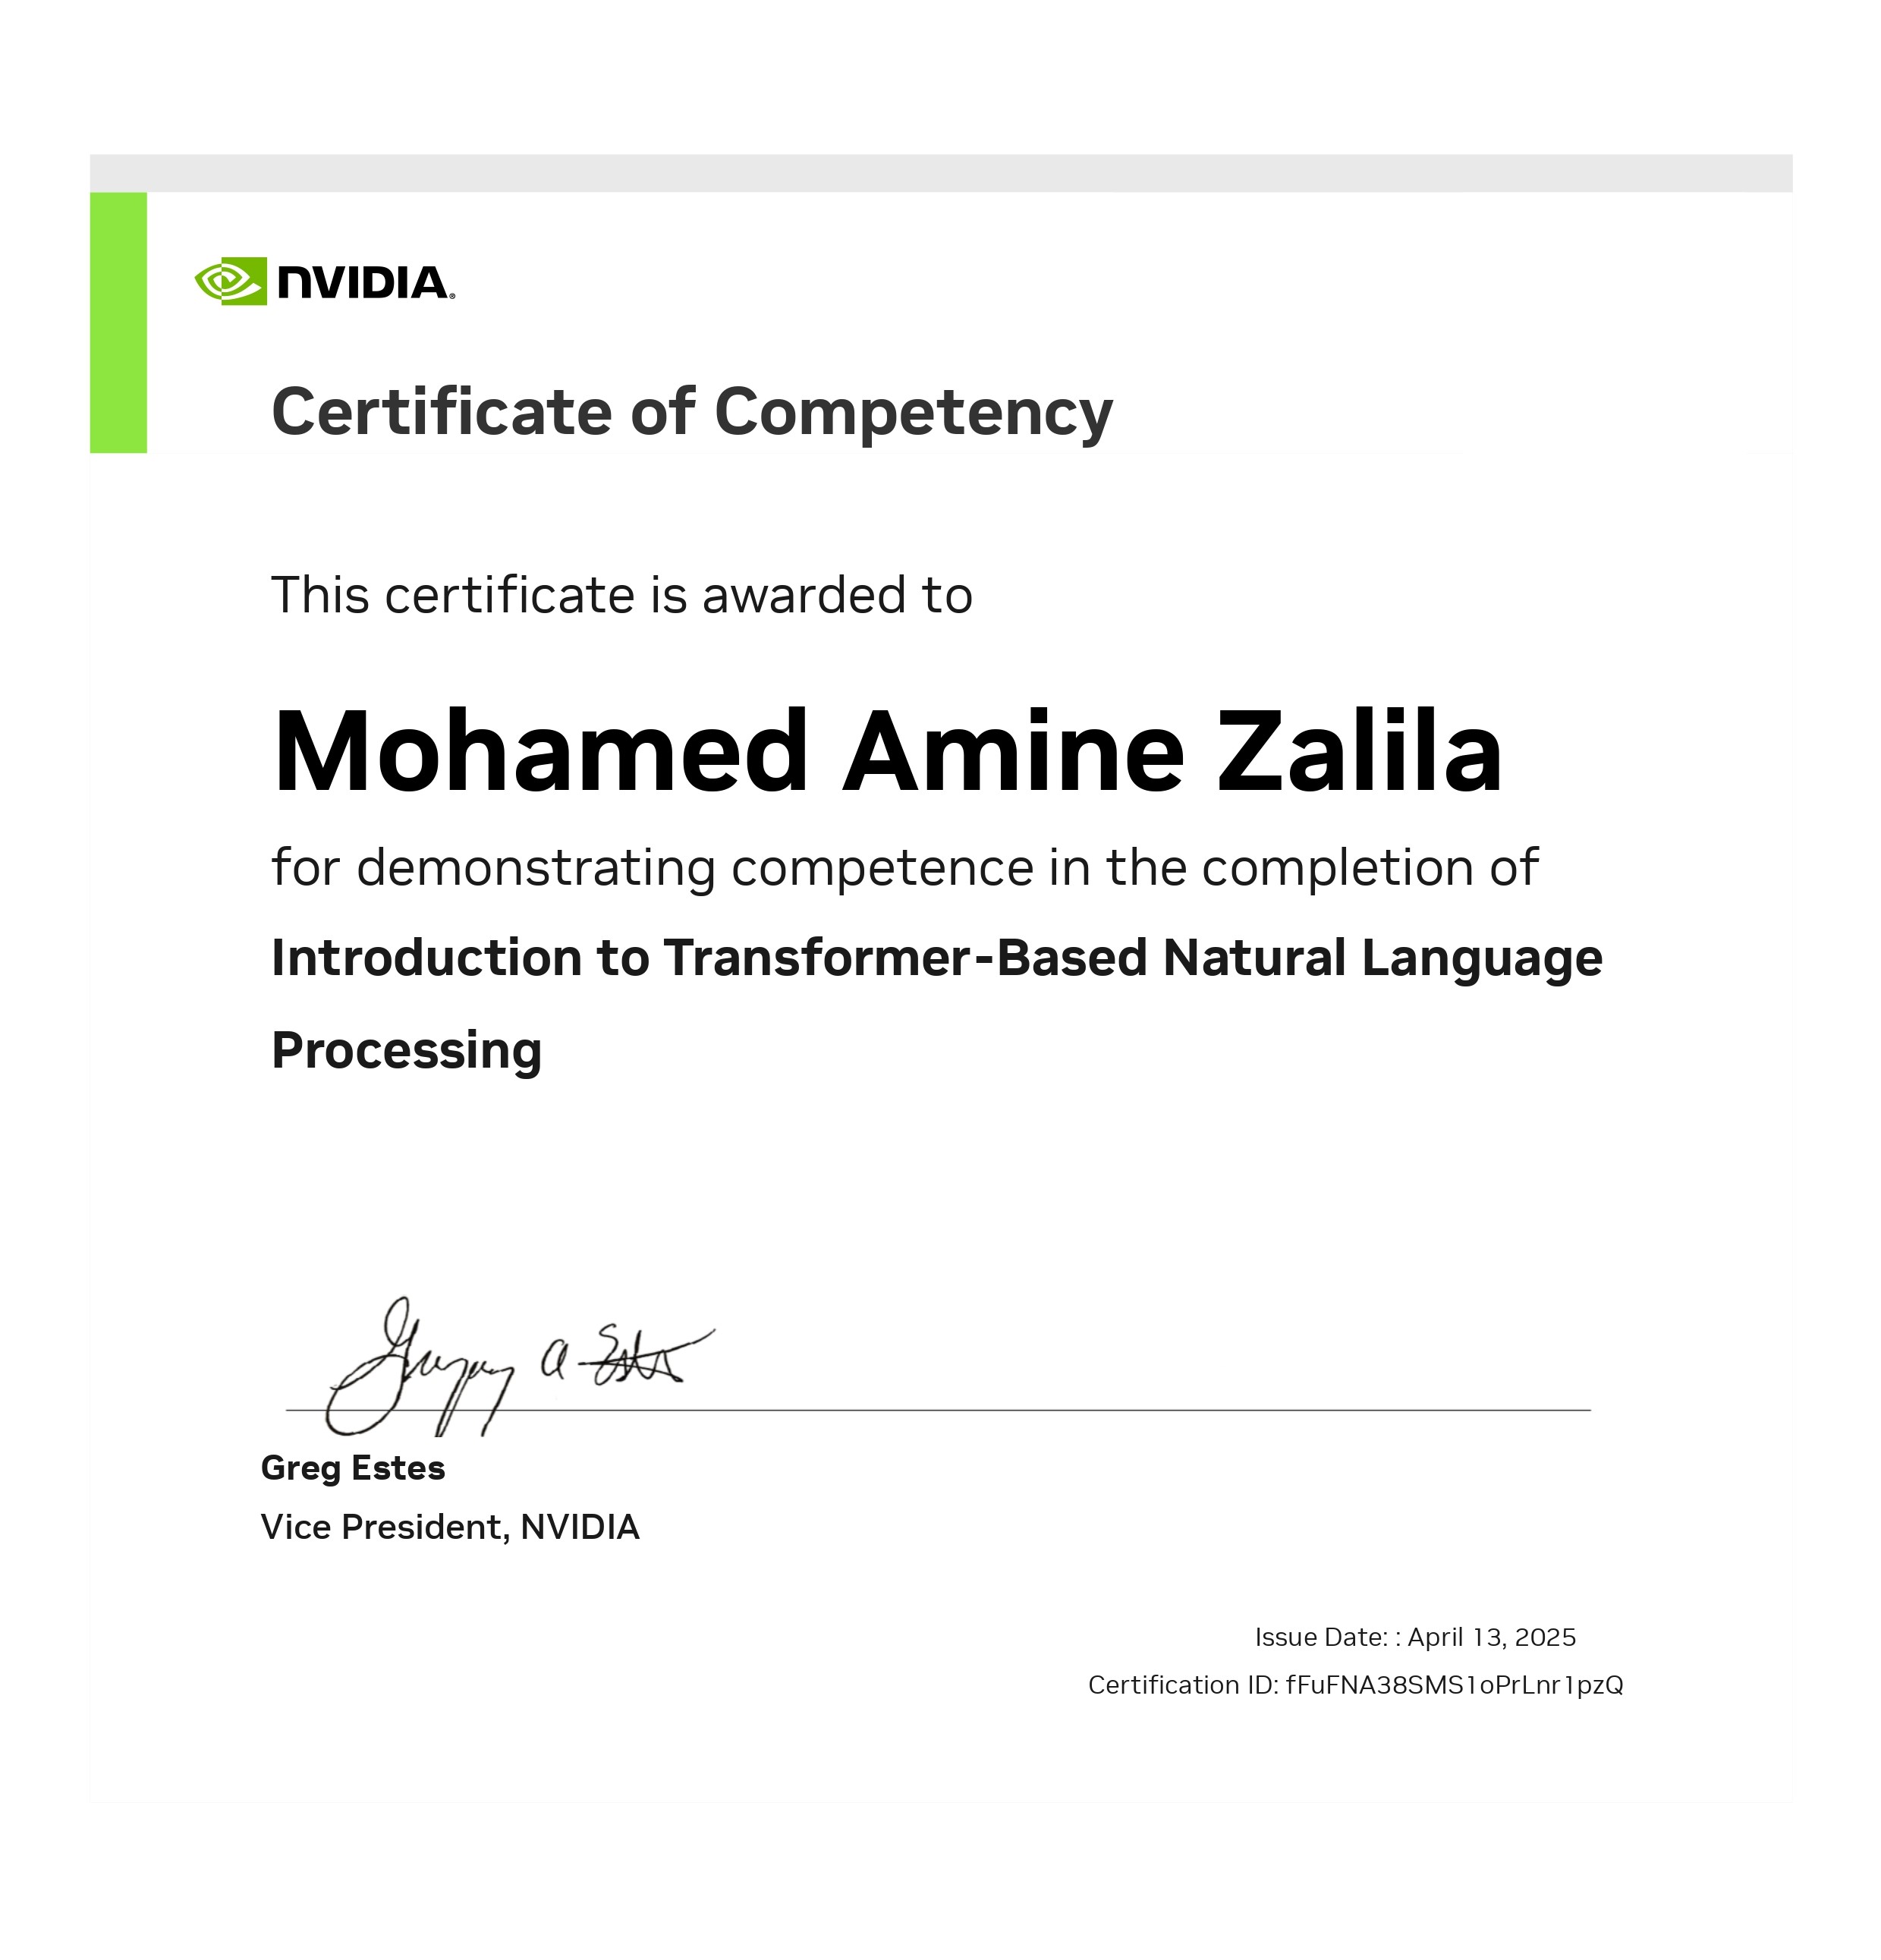 NVIDIA.
Certificate of Competency
This certificate is awarded to
Mohamed Amine Zalila
for demonstrating competence in the completion of
Introduction to Transformer-Based Natural Language
Processing
Gregory A Estes
Greg Estes
Vice President, NVIDIA
Issue Date: : April 13, 2025
Certification ID: fFuFNA38SMS1oPrLnr1pzQ